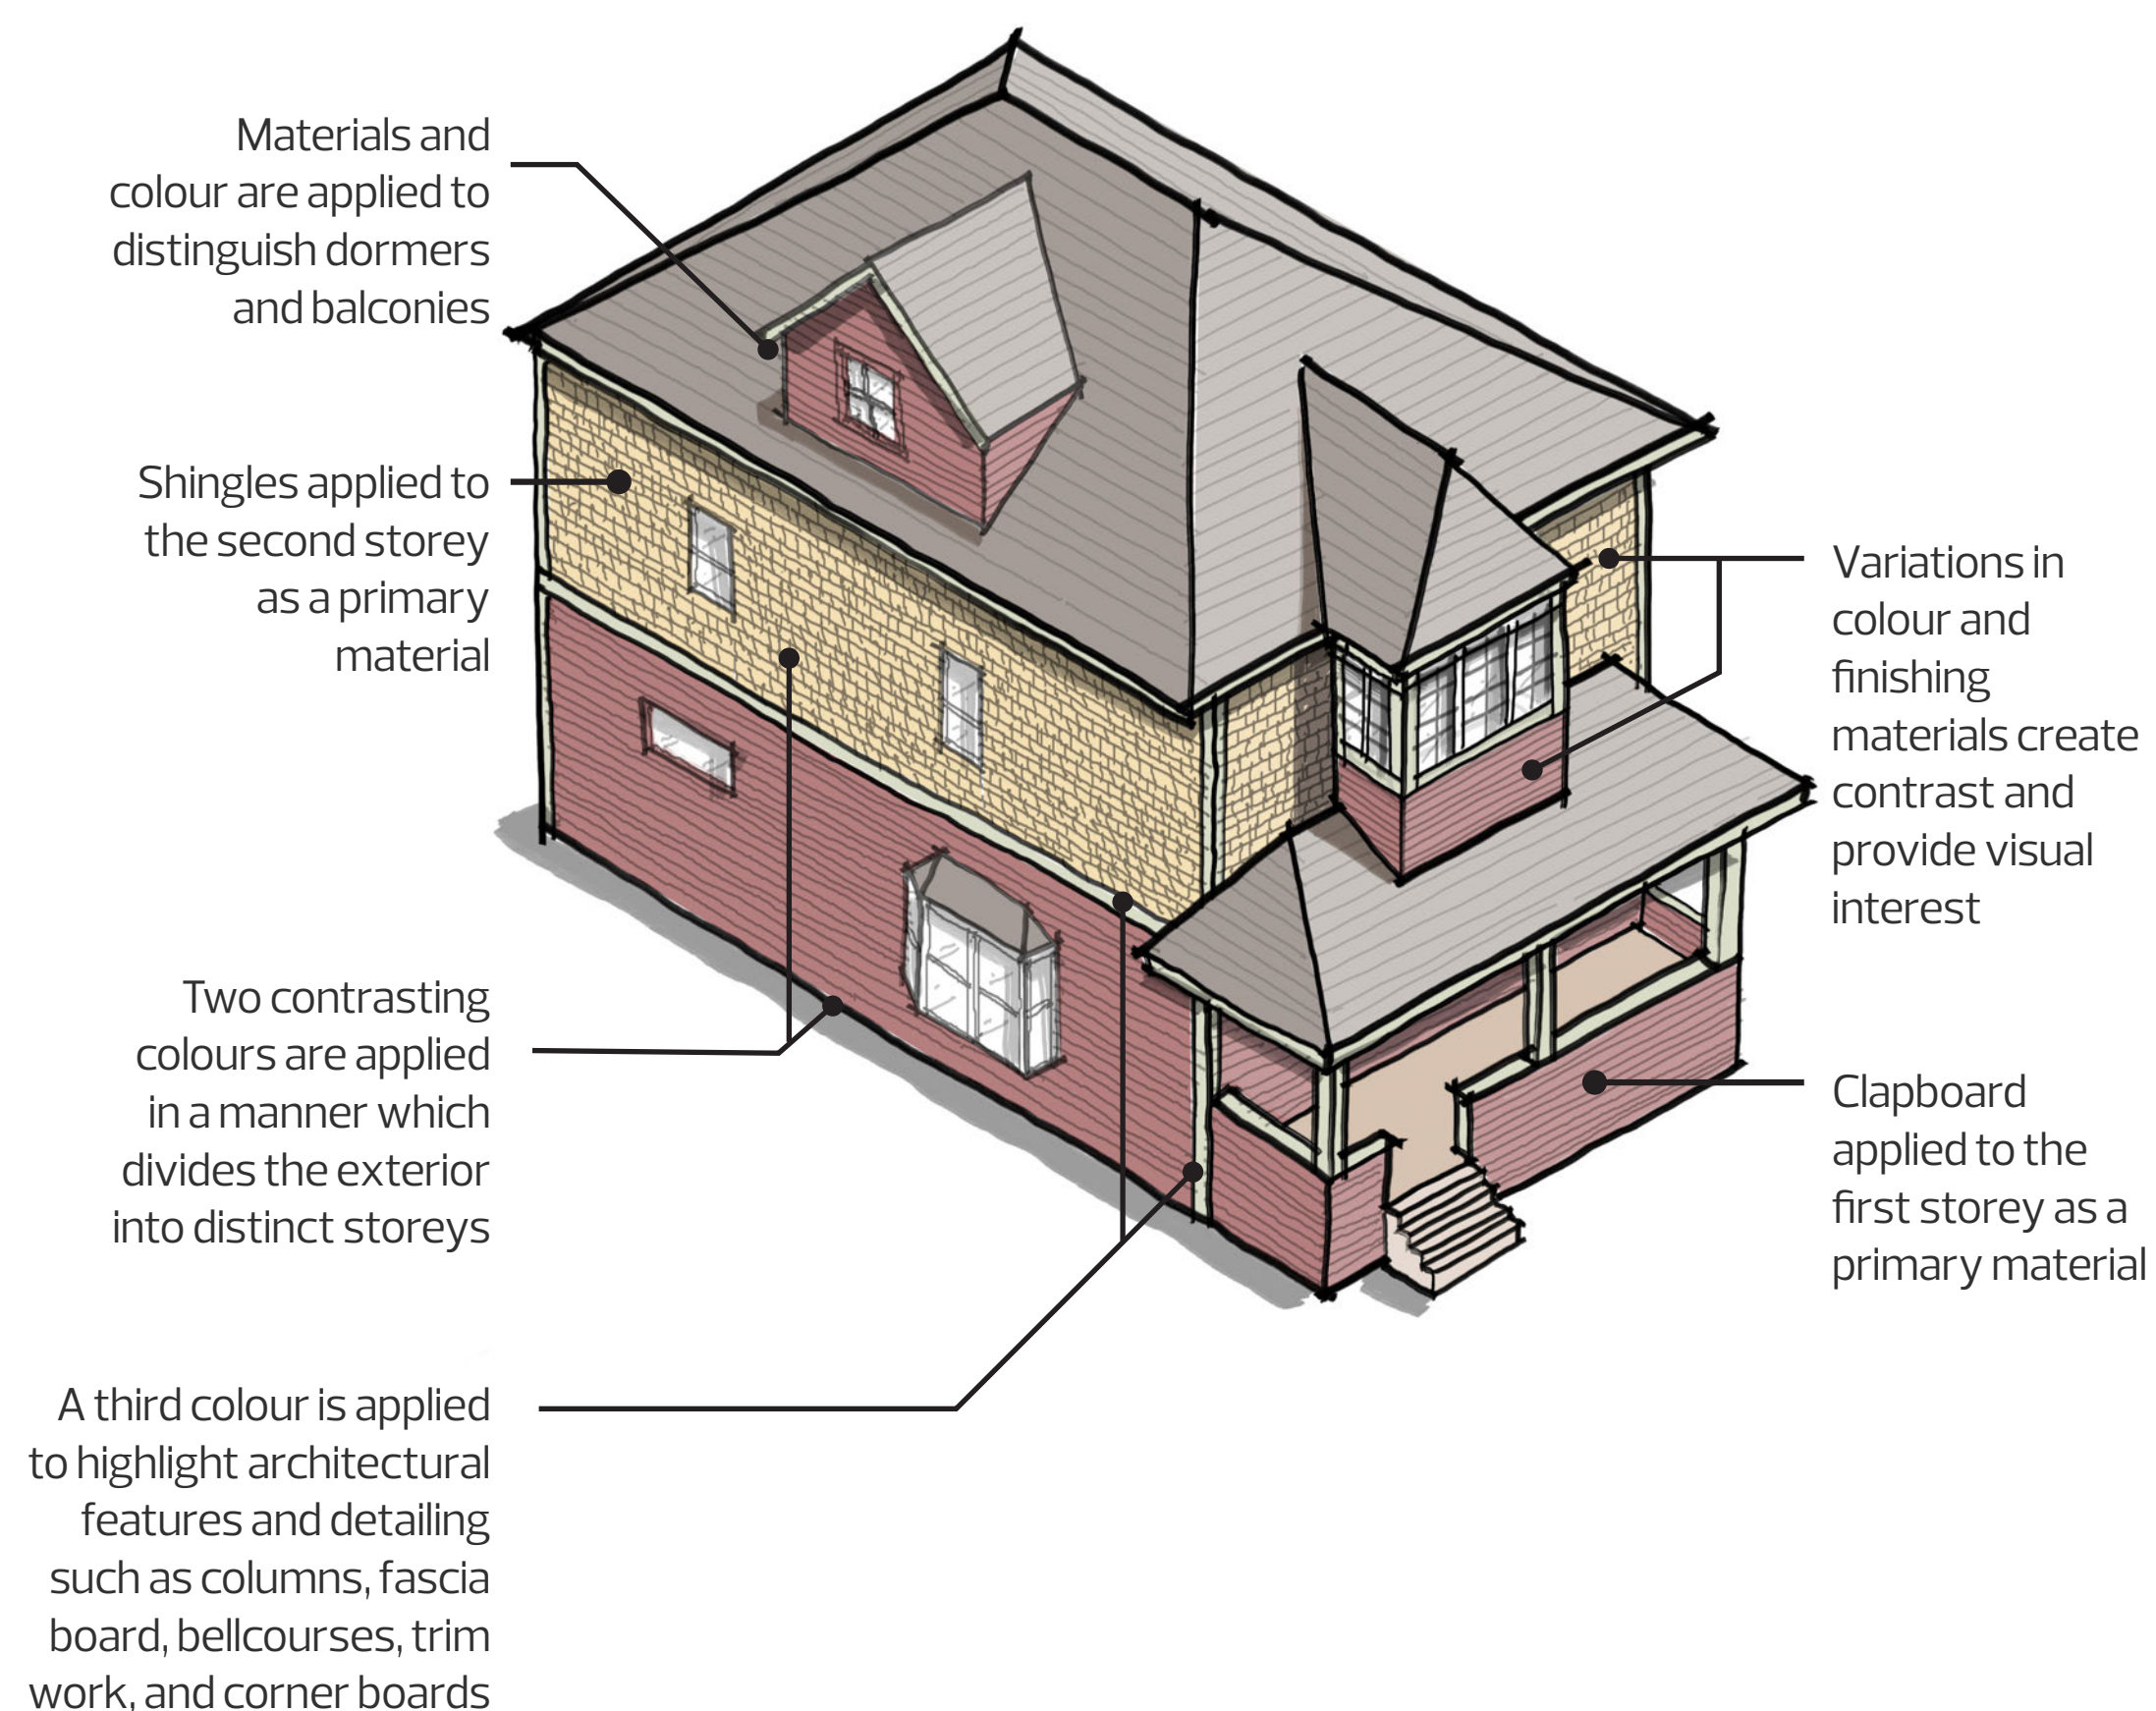 Materials and
colour are applied to
distinguish dormers
and balconies
Shingles applied to
the second storey
as a primary
material
Two contrasting
colours are applied
in a manner which
divides the exterior
into distinct storeys
A third colour is applied
to highlight architectural
features and detailing
such as columns, fascia
board, bellcourses, trim
work, and corner boards
Variations in
colour and
finishing
materials create
contrast and
provide visual
interest
Clapboard
applied to the
first storey as a
primary material